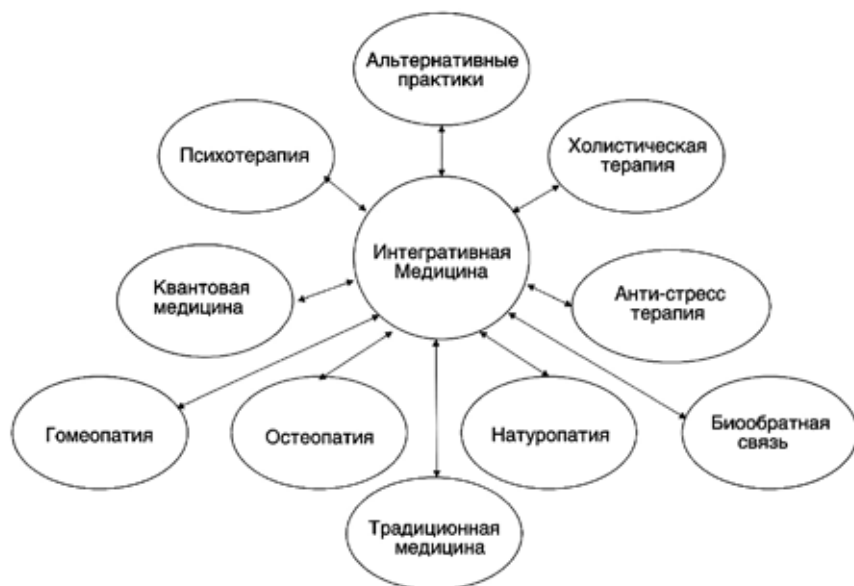 Альтернативные
практики
Психотерапия
Холистическая
терапия
Интегративная
Медицина
Квантовая
медицина
Анти-стресс
терапия
Гомеопатия
Остеопатия
Натуропатия
Биообратная
связь
Традиционная
медицина